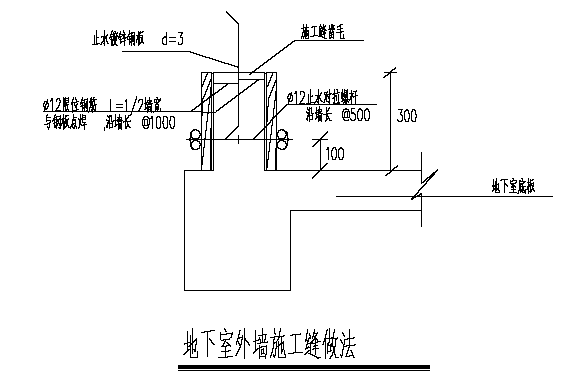 止水镀锌钢板 d=3
施工缝凿毛
ø12限位钢筋 l=1/2墙宽
与钢板点焊 ,沿墙长 @1000
ø12止水对拉螺杆
沿墙长 @500
300
100
地下室底板
地下室外墙施工缝做法